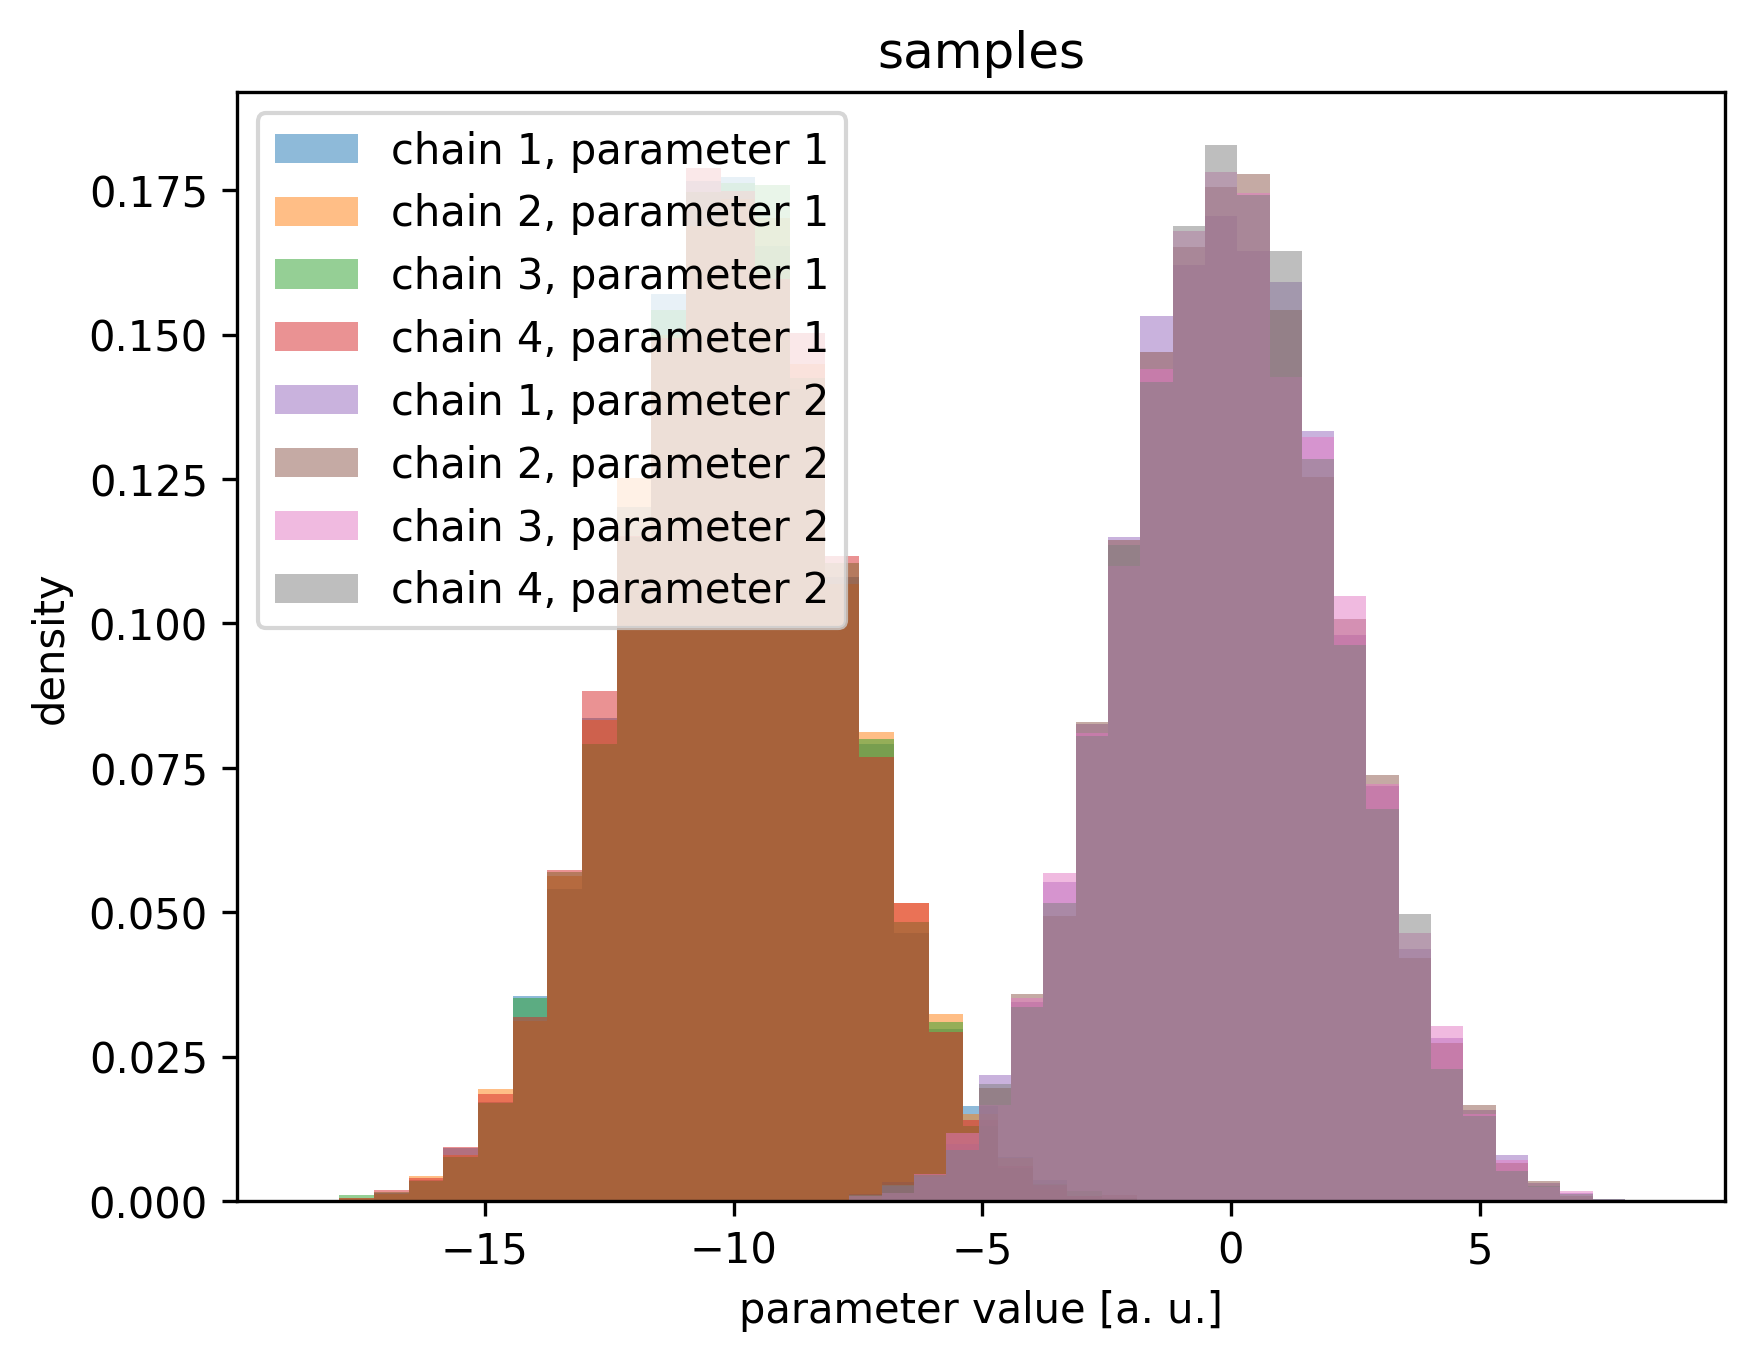 samples
chain 1, parameter 1
chain 2, parameter 1
chain 3, parameter 1
chain 4, parameter 1
chain 1, parameter 2
chain 2, parameter 2
chain 3, parameter 2
chain 4, parameter 2
density
0.175
0.150
0.125
0.100
0.075
0.050
0.025
0.000
−15
−10
−5
0
5
parameter value [a. u.]